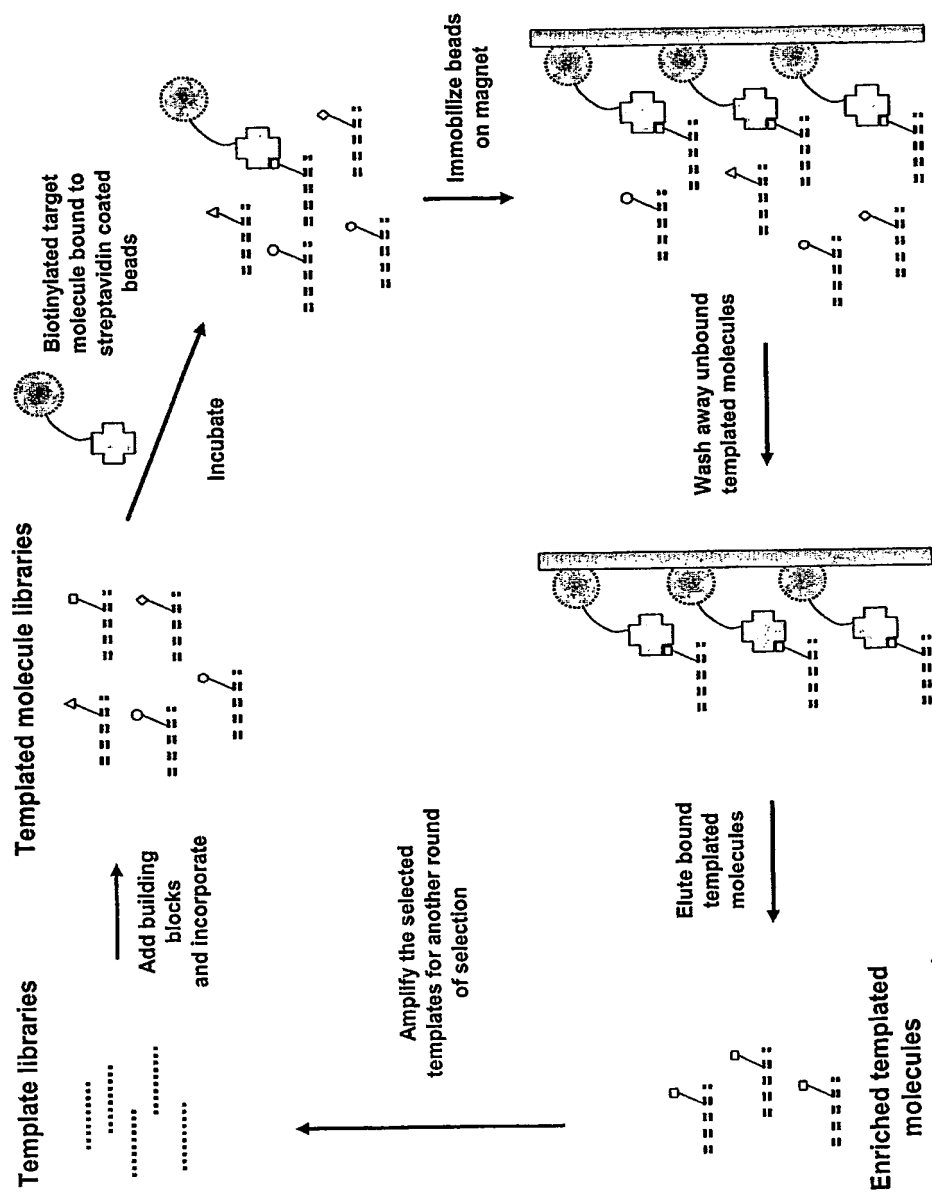 Template libraries
Add building
blocks
and incorporate
Templated molecule libraries
Incubate
Biotinylated target
molecule bound to
streptavidin coated
beads
Immobilize beads
on magnet
Wash away unbound
templated molecules
Elute bound
templated
molecules
Enriched templated
molecules
Amplify the selected
templates for another round
of selection